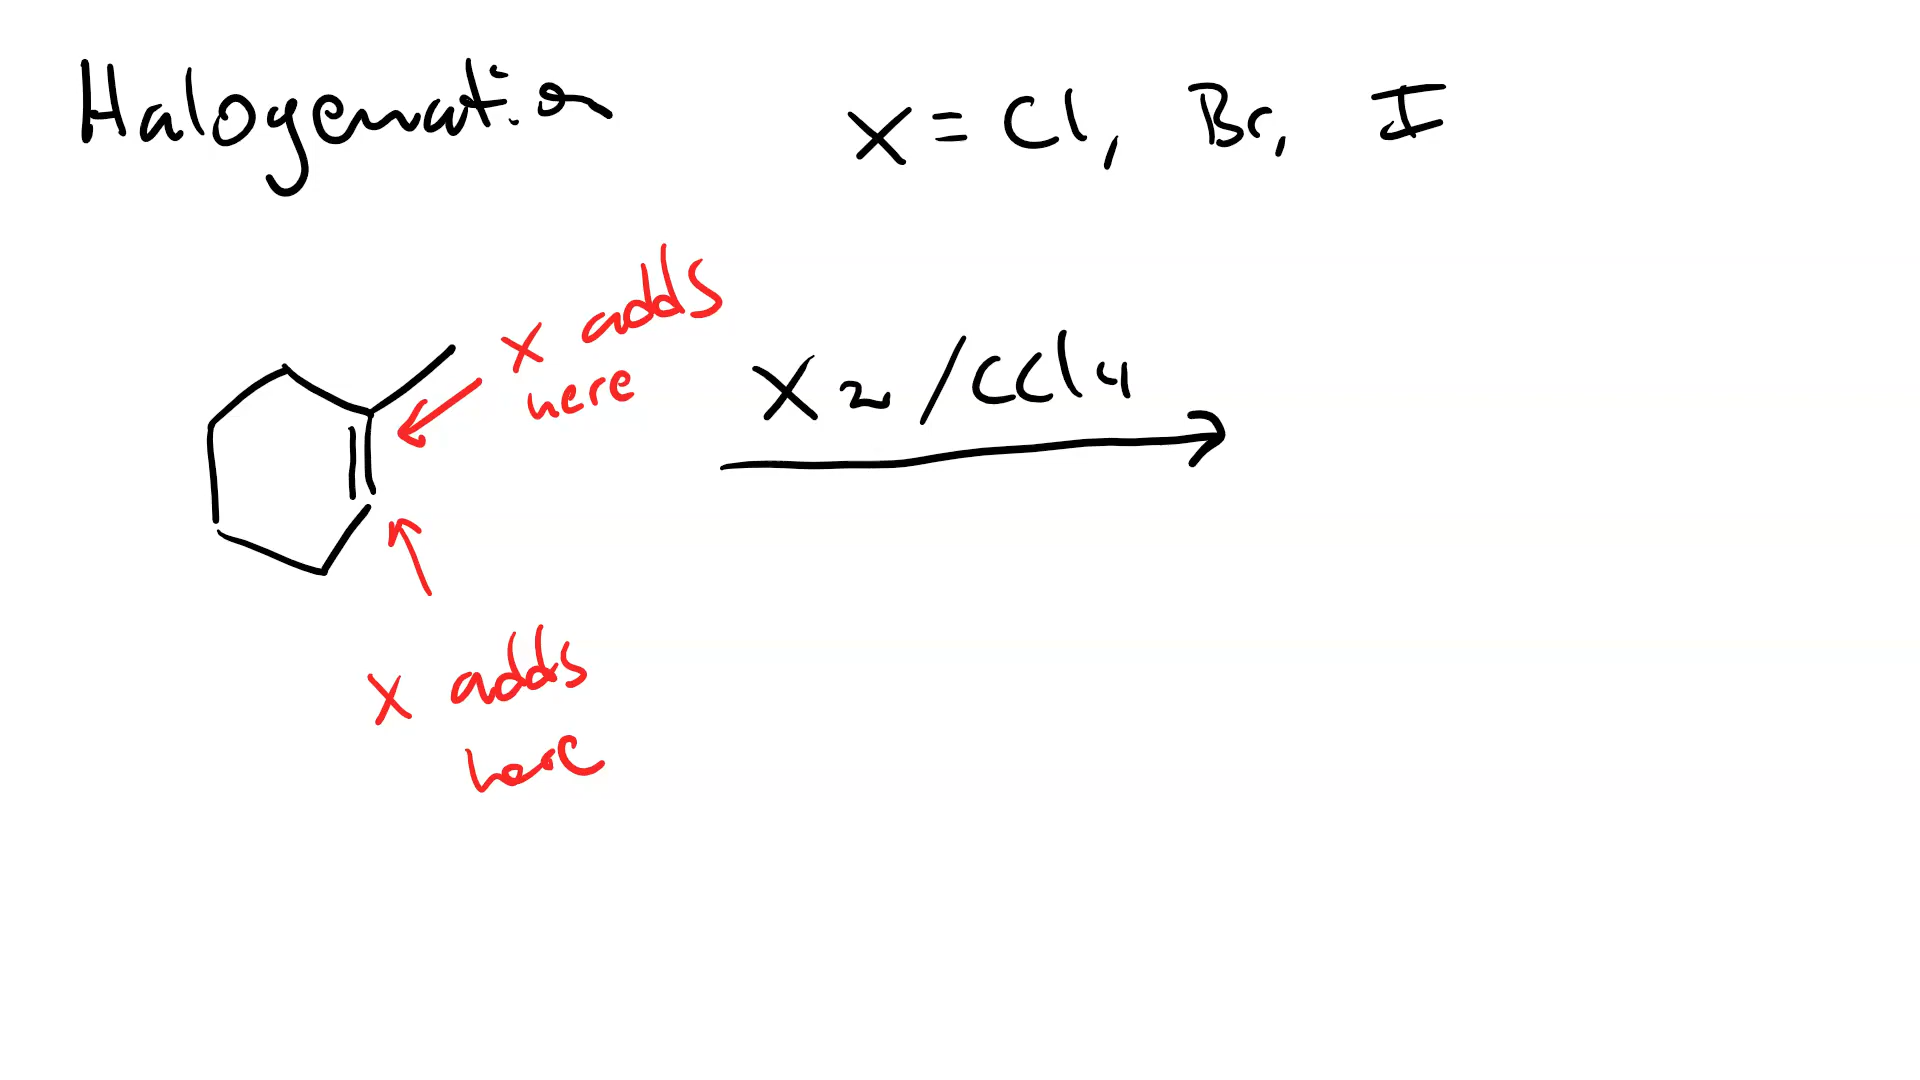 Halogenation
X = Cl, Br, I
X adds
here
X2/CCl4
X adds
here